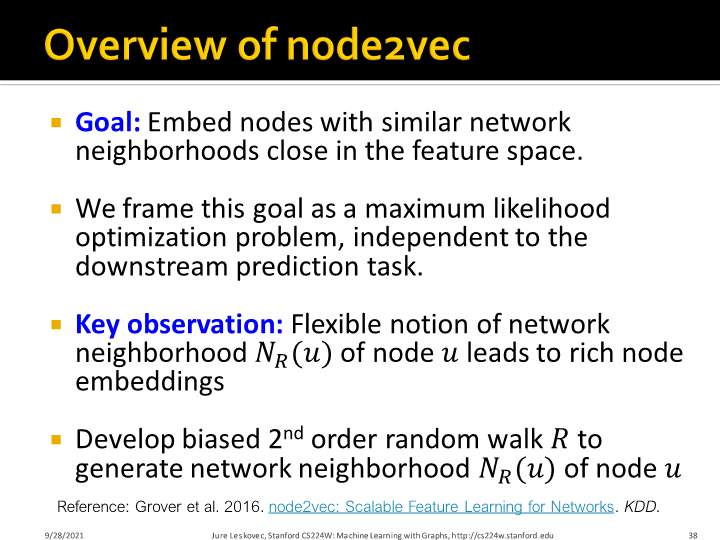 Overview of node2vec
▪ Goal: Embed nodes with similar network
neighborhoods close in the feature space.
▪ We frame this goal as a maximum likelihood
optimization problem, independent to the
downstream prediction task.
▪ Key observation: Flexible notion of network
neighborhood 𝑁_𝑅(𝑢) of node 𝑢 leads to rich node
embeddings
▪ Develop biased 2nd order random walk 𝑅 to
generate network neighborhood 𝑁_𝑅(𝑢) of node 𝑢
Reference: Grover et al. 2016. node2vec: Scalable Feature Learning for Networks. KDD.
9/28/2021 Jure Leskovec, Stanford CS224W: Machine Learning with Graphs, http://cs224w.stanford.edu 38